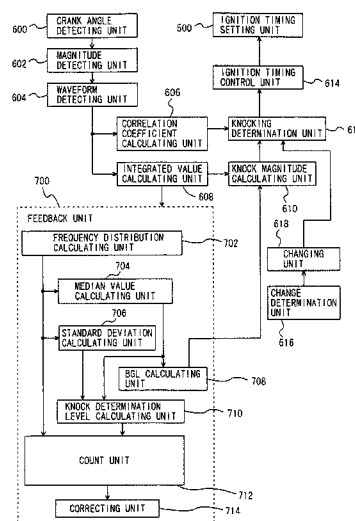 CRANK ANGLE
DETECTING UNIT
600
MAGNITUDE
DETECTING UNIT
602
WAVEFORM
DETECTING UNIT
604
500
IGNITION TIMING
SETTING UNIT
IGNITION TIMING
CONTROL UNIT
614
606
CORRELATION
COEFFICIENT
CALCULATING UNIT
KNOCKING
DETERMINATION UNIT
61
INTEGRATED VALUE
CALCULATING UNIT
608
KNOCK MAGNITUDE
CALCULATING UNIT
610
618
CHANGING
UNIT
CHANGE
DETERMINATION
UNIT
616
700
FEEDBACK UNIT
FREQUENCY DISTRIBUTION
CALCULATING UNIT
702
704
MEDIAN VALUE
CALCULATING UNIT
706
STANDARD DEVIATION
CALCULATING UNIT
BGL CALCULATING
UNIT
708
KNOCK DETERMINATION
LEVEL CALCULATING UNIT
710
COUNT UNIT
712
CORRECTING UNIT
714